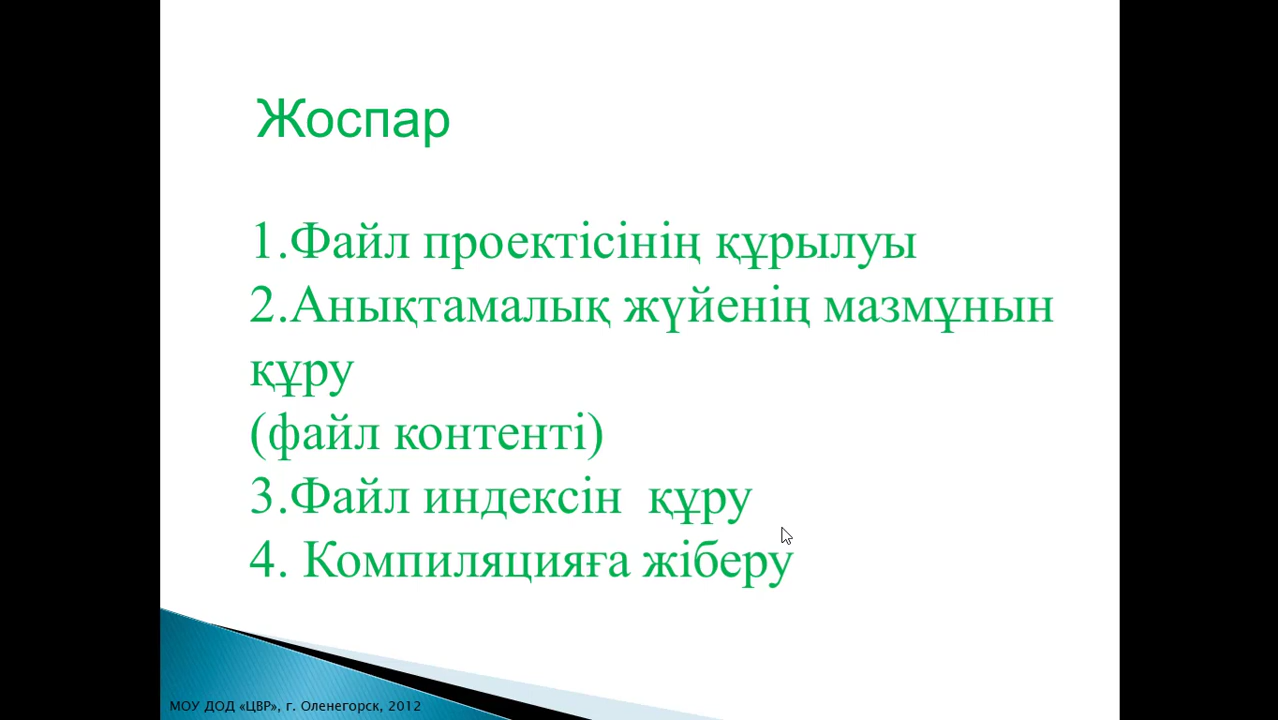 Жоспар
1.Файл проектісінің құрылуы
2.Анықтамалық жүйенің мазмұнын
құру
(файл контенті)
3.Файл индексін құру
4. Компиляцияға жіберу
МОУ ДОД «ЦВР», г. Оленегорск, 2012